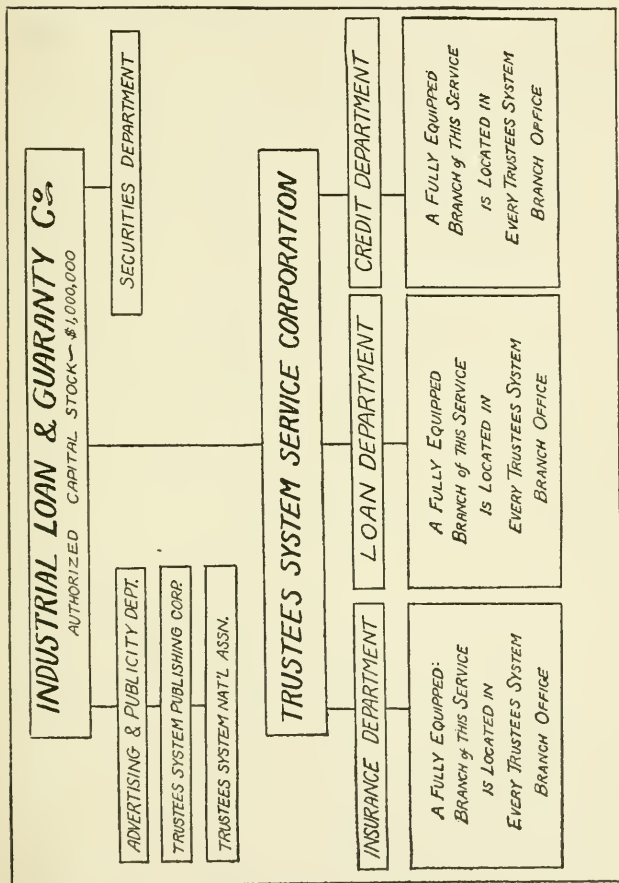 INDUSTRIAL LOAN & GUARANTY Co.
AUTHORIZED CAPITAL STOCK—$1,000,000
ADVERTISING & PUBLICITY DEPT.
TRUSTEES SYSTEM PUBLISHING CORP.
TRUSTEES SYSTEM NAT'L ASSN.
SECURITIES DEPARTMENT
TRUSTEES SYSTEM SERVICE CORPORATION
INSURANCE DEPARTMENT
A FULLY EQUIPPED:
BRANCH of THIS SERVICE
IS LOCATED IN
EVERY TRUSTEES SYSTEM
BRANCH OFFICE
LOAN DEPARTMENT
A FULLY EQUIPPED
BRANCH of THIS SERVICE
IS LOCATED IN
EVERY TRUSTEES SYSTEM
BRANCH OFFICE
CREDIT DEPARTMENT
A FULLY EQUIPPED
BRANCH of THIS SERVICE
IS LOCATED IN
EVERY TRUSTEES SYSTEM
BRANCH OFFICE